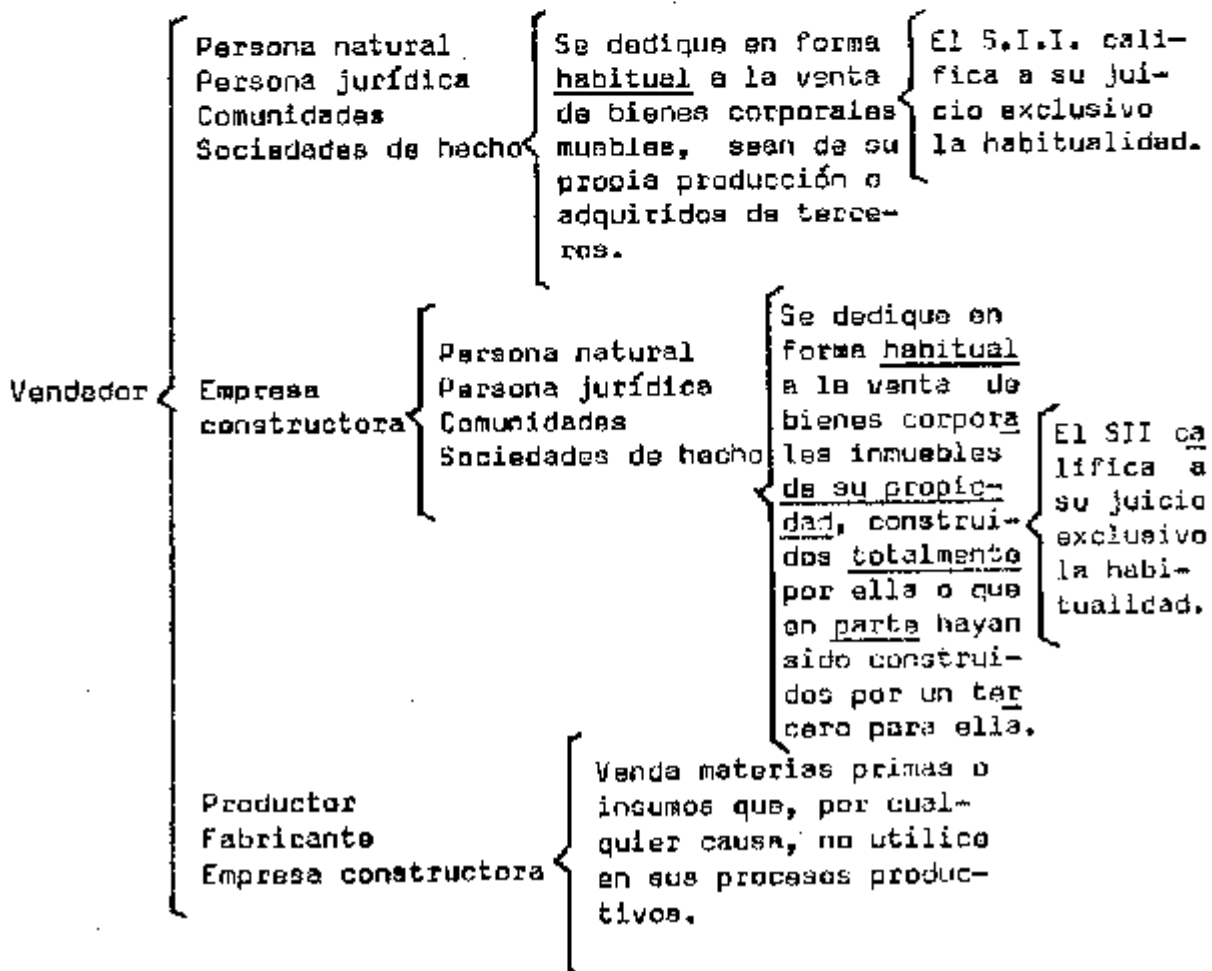 Persona natural
Persona jurídica
Comunidades
Sociedades de hecho
Se dedique en forma
habitual a la venta
de bienes corporales
muebles, sean de su
propia producción o
adquiridos de terce-
ros.
El S.I.I. cali-
fica a su jui-
cio exclusivo
la habitualidad.
Vendedor
Empresa
constructora
Persona natural
Persona jurídica
Comunidades
Sociedades de hecho
Se dedique en
forma habitual
a la venta de
bienes corpora
les inmuebles
de su propie-
dad, construi-
dos totalmente
por ella o que
en parte hayan
sido construi-
dos por un ter
cero para ella.
El SII ca
lifica a
su juicio
exclusivo
la habi-
tualidad.
Productor
Fabricante
Empresa constructora
Venda materias primas o
insumos que, por cual-
quier causa, no utilice
en sus procesos produc-
tivos.